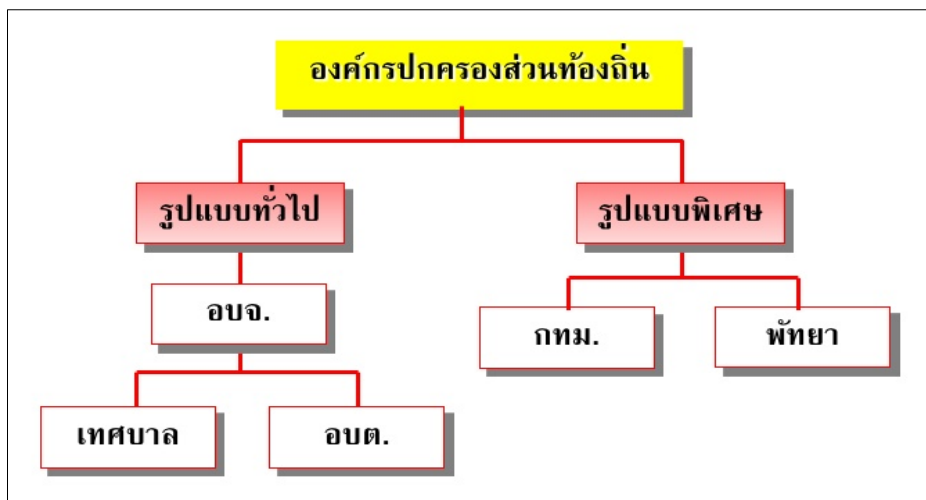 องค์กรปกครองส่วนท้องถิ่น
รูปแบบทั่วไป
รูปแบบพิเศษ
อบจ.
กทม.
พัทยา
เทศบาล
อบต.